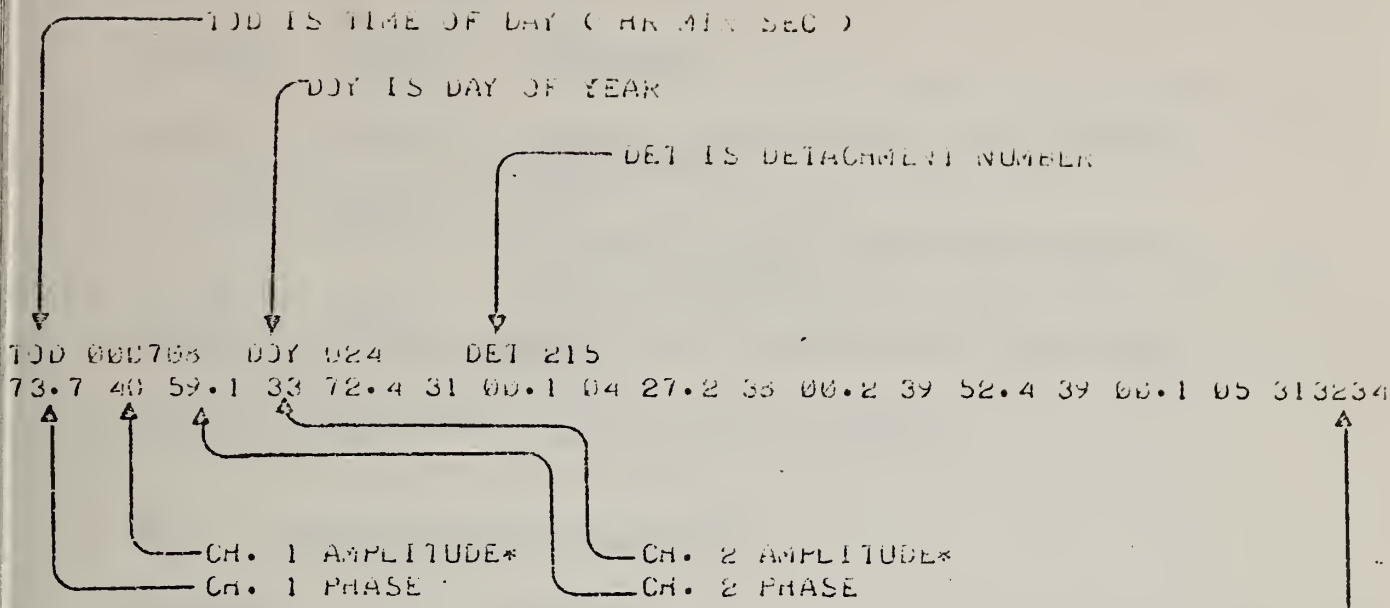 TOD IS TIME OF DAY ( HR MIN SEC )
DOY IS DAY OF YEAR
DET IS DETACHMENT NUMBER
TOD 000708 DOY 024 DET 215
73.7 40 59.1 33 72.4 31 00.1 04 27.2 38 00.2 39 52.4 39 00.1 05 313234
CH. 1 AMPLITUDE* CH. 2 AMPLITUDE*
CH. 1 PHASE CH. 2 PHASE